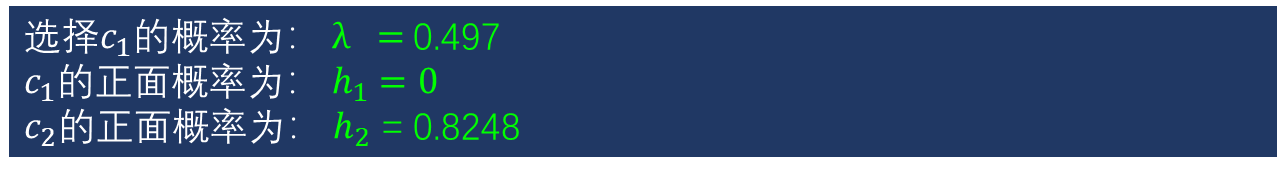 选择c₁的概率为： λ = 0.497
c₁的正面概率为： h₁ = 0
c₂的正面概率为： h₂ = 0.8248